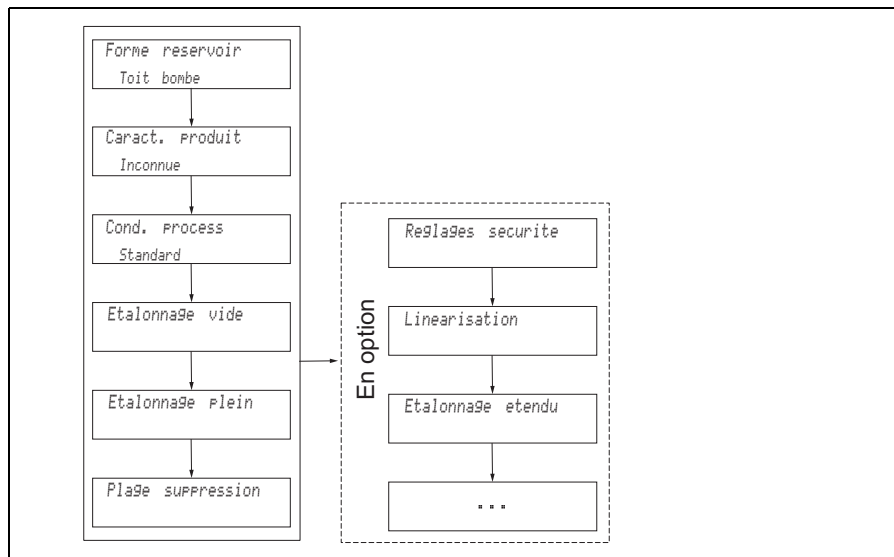 Forme reservoir
Toit bombe
Caract. produit
Inconnue
Cond. process
Standard
Etalonnage vide
Etalonnage plein
Plage suppression
En option
Reglages securite
Linearisation
Etalonnage etendu
...